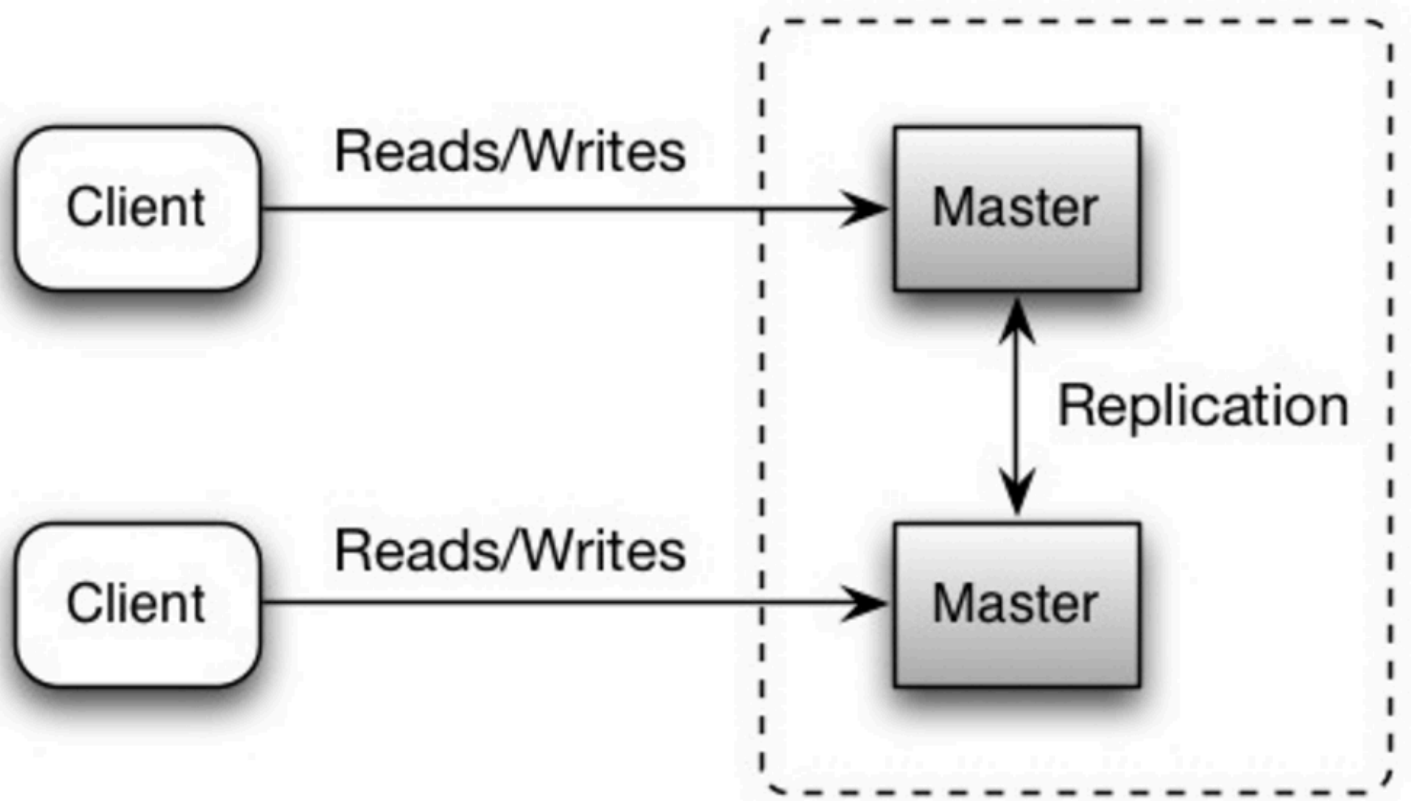 Reads/Writes
Client
Master
Replication
Reads/Writes
Client
Master